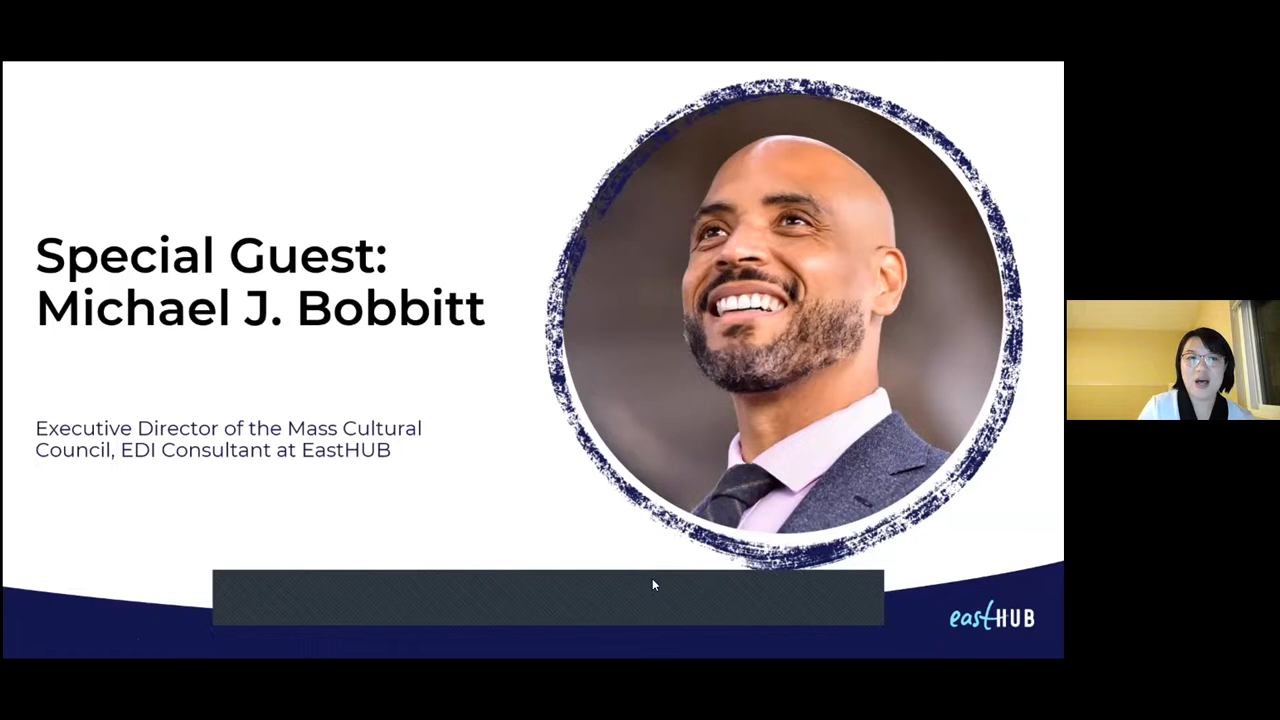 Special Guest:
Michael J. Bobbitt
Executive Director of the Mass Cultural
Council, EDI Consultant at EastHUB
eastHUB